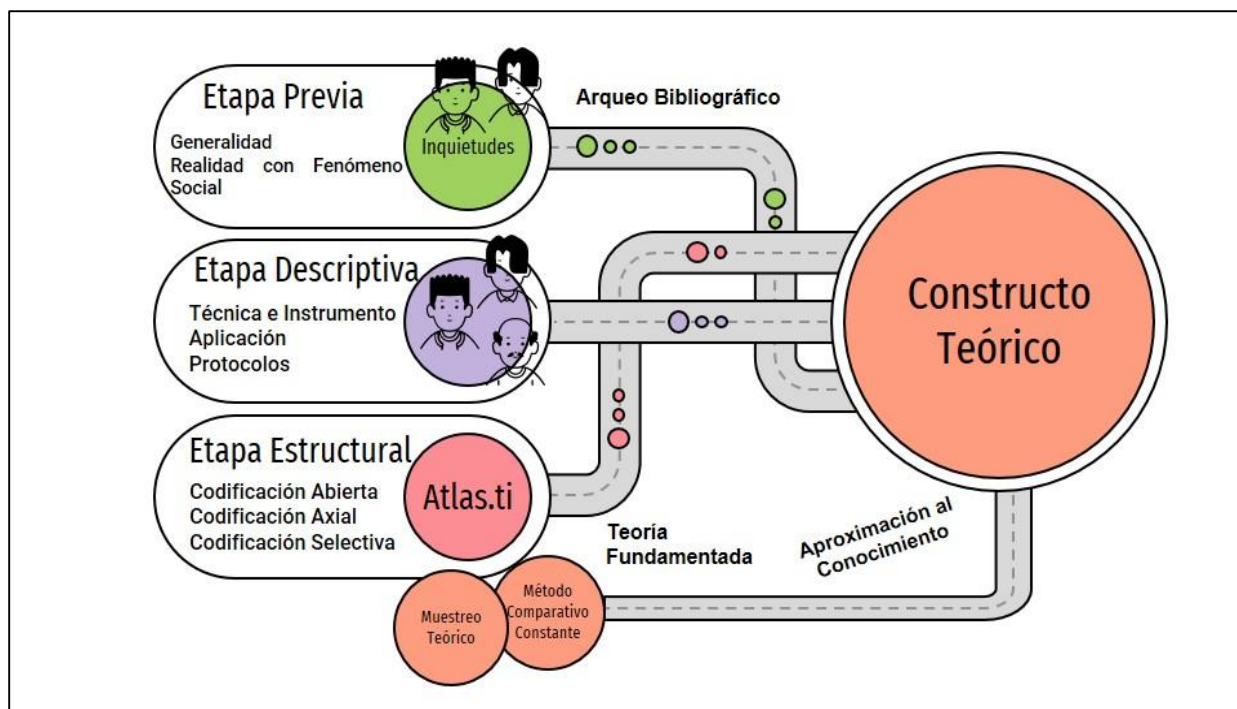 Etapa Previa
Generalidad
Realidad con Fenómeno
Social
Inquietudes
Arqueo Bibliográfico
Etapa Descriptiva
Técnica e Instrumento
Aplicación
Protocolos
Etapa Estructural
Codificación Abierta
Codificación Axial
Codificación Selectiva
Atlas.ti
Constructo
Teórico
Teoría
Fundamentada
Aproximación al
Conocimiento
Muestreo
Teórico
Método
Comparativo
Constante